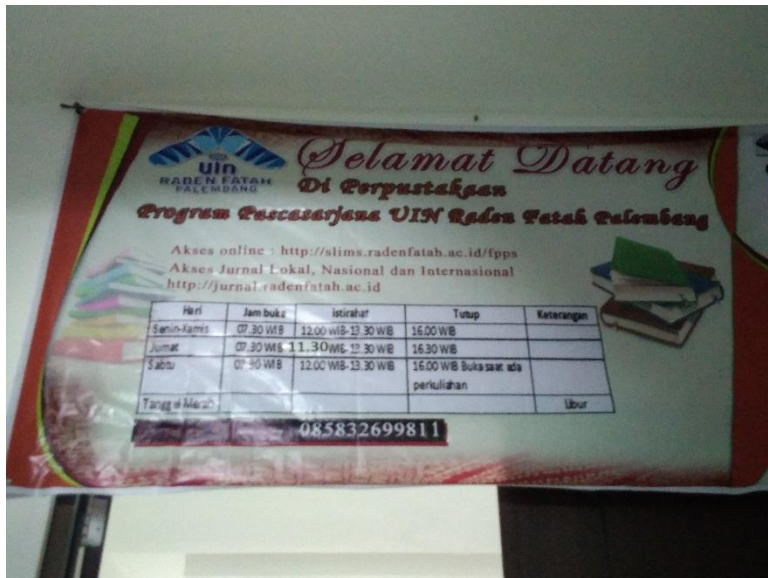 uin
RADEN FATAH
PALEMBANG
Selamat Datang
Di Perpustakaan
Program Pascasarjana UIN Raden Fatah Palembang
Akses online : http://slims.radenfatah.ac.id/fpps
Akses Jurnal Lokal, Nasional dan Internasional
http://jurnal.radenfatah.ac.id
Hari Jam buka istirahat Tutup Keterangan
Senin-Kamis 07.30 WIB 12.00 WIB-13.30 WIB 16.00 WIB
Jumat 07.30 WIB 11.30 WIB-13.30 WIB 16.30 WIB
Sabtu 07.30 WIB 12.00 WIB-13.30 WIB 16.00 WIB Buka saat ada
perkuliahan
Tanggal Merah Libur
085832699811